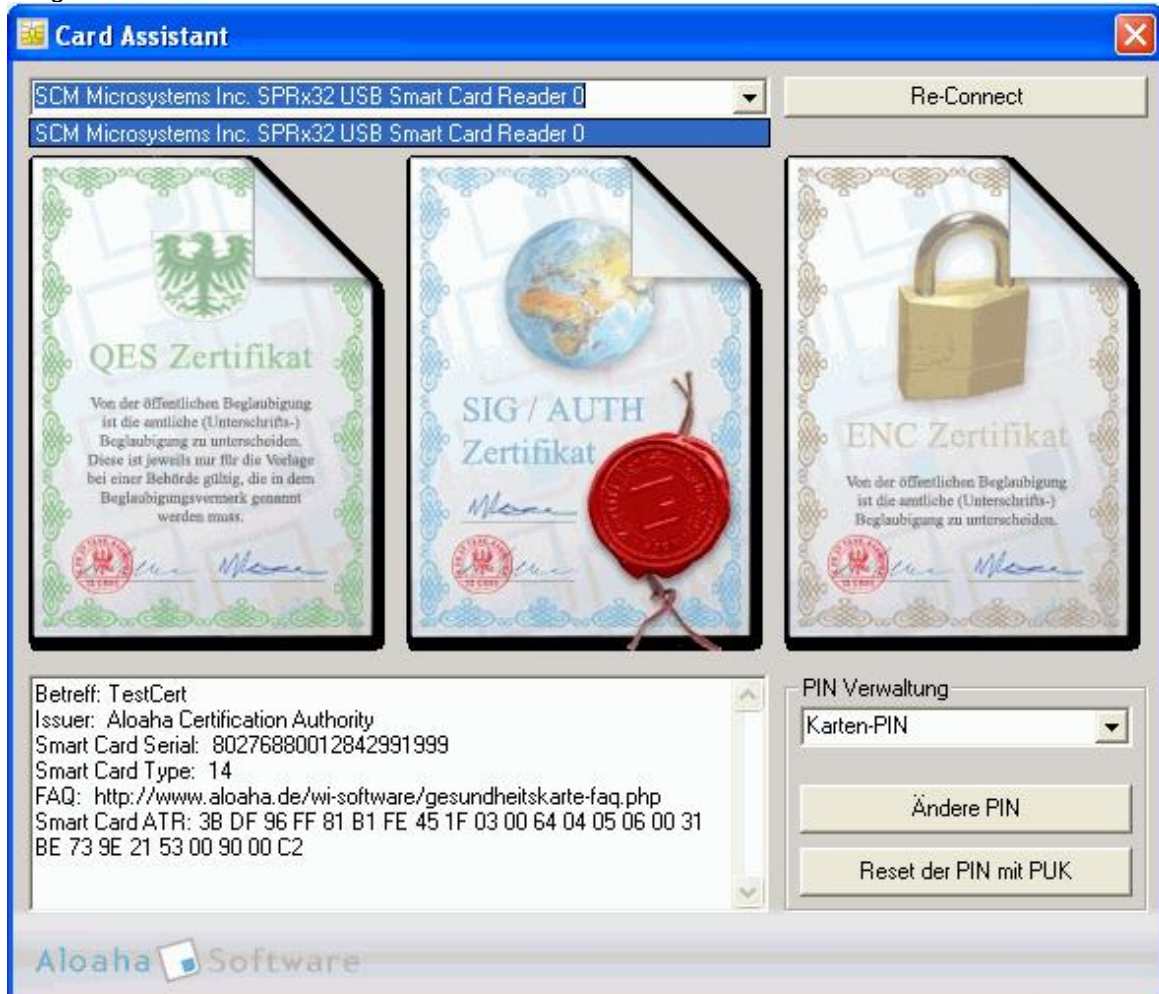 Card Assistant
SCM Microsystems Inc. SPRx32 USB Smart Card Reader 0
Re-Connect
SCM Microsystems Inc. SPRx32 USB Smart Card Reader 0
QES Zertifikat
Von der öffentlichen Beglaubigung
ist die amtliche (Unterschrifts-)
Beglaubigung zu unterscheiden.
Diese ist jeweils nur für die Vorlage
bei einer Behörde gültig, die in dem
Beglaubigungsvermerk genannt
werden muss.
SIG / AUTH
Zertifikat
ENC Zertifikat
Von der öffentlichen Beglaubigung
ist die amtliche (Unterschrifts-)
Beglaubigung zu unterscheiden.
Betreff: TestCert
Issuer: Aloaha Certification Authority
Smart Card Serial: 80276880012842991999
Smart Card Type: 14
FAQ: http://www.aloaha.de/wi-software/gesundheitskarte-faq.php
Smart Card ATR: 3B DF 96 FF 81 B1 FE 45 1F 03 00 64 04 05 06 00 31
BE 73 9E 21 53 00 90 00 C2
PIN Verwaltung
Karten-PIN
Ändere PIN
Reset der PIN mit PUK
Aloaha Software